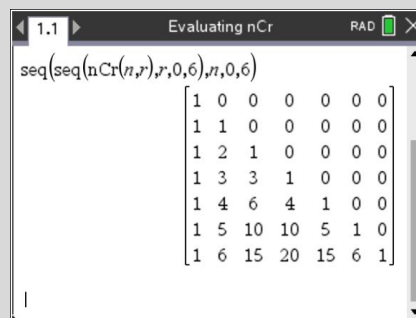 1.1 Evaluating nCr RAD
seq(seq(nCr(n,r),r,0,6),n,0,6)
1 0 0 0 0 0 0
1 1 0 0 0 0 0
1 2 1 0 0 0 0
1 3 3 1 0 0 0
1 4 6 4 1 0 0
1 5 10 10 5 1 0
1 6 15 20 15 6 1